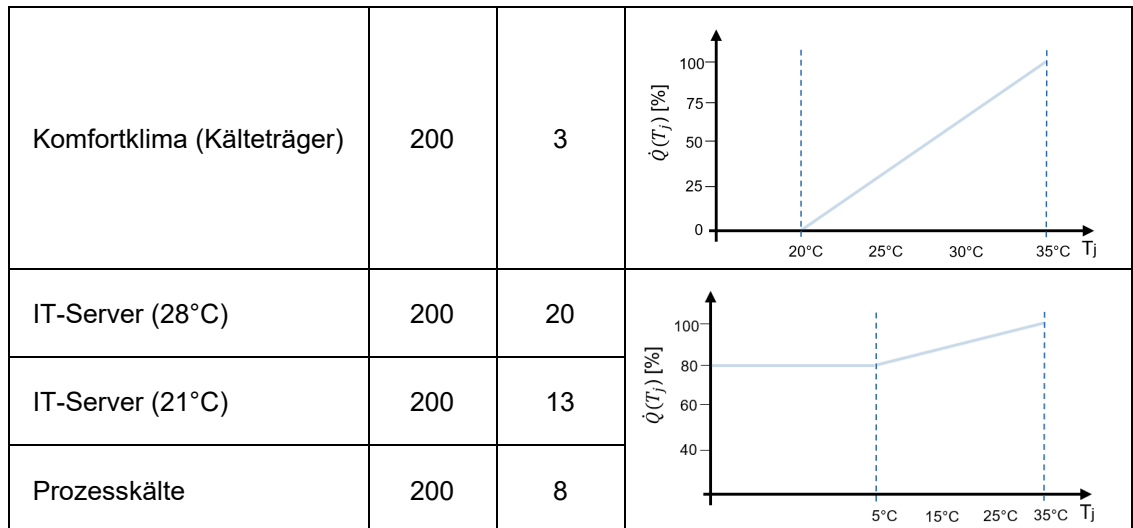 Komfortklima (Kälteträger)
200
3
Q̇(Tj) [%]
100
75
50
25
0
20°C 25°C 30°C 35°C Tj
IT-Server (28°C)
200
20
IT-Server (21°C)
200
13
Prozesskälte
200
8
Q̇(Tj) [%]
100
80
60
40
5°C 15°C 25°C 35°C Tj